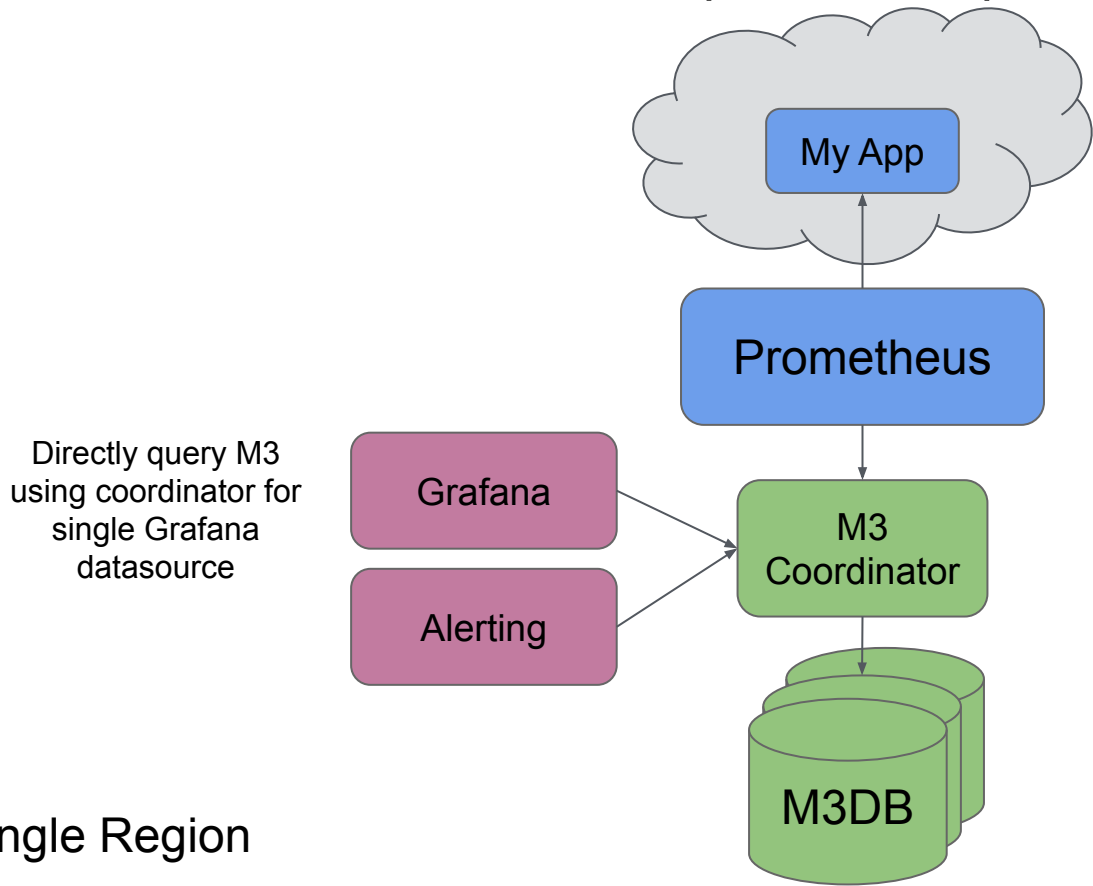 My App
Prometheus
Directly query M3
using coordinator for
single Grafana
datasource
Grafana
Alerting
M3
Coordinator
M3DB
ngle Region